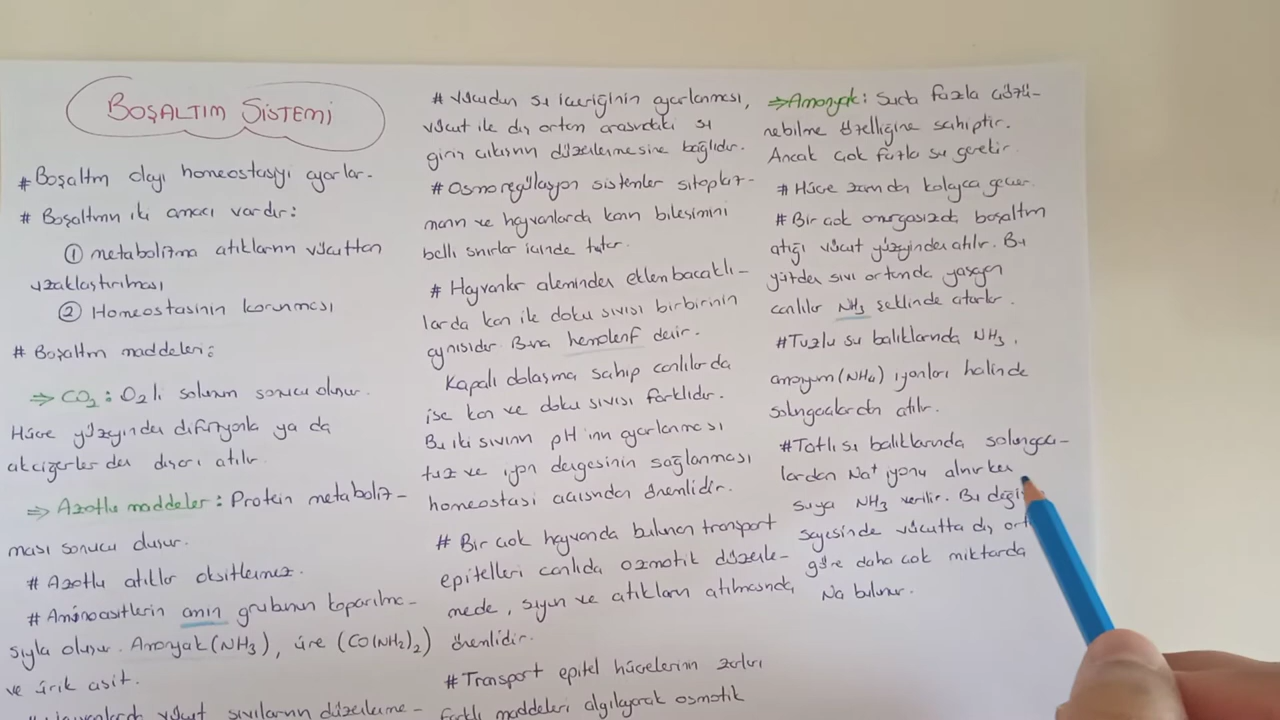 BOŞALTIM SİSTEMİ
# Boşaltım olayı homeostasiyi ayarlar.
# Boşaltımın iki amacı vardır:
① metabolizma atıkların vücuttan
uzaklaştırılması
② Homeostasinin korunması
# Boşaltım maddeleri:
⇒ CO₂: O₂li solunum sonucu oluşur.
Hücre yüzeyinden difüzyonla ya da
akciğerlerden dışarı atılır.
⇒ Azotlu maddeler: Protein metaboliz-
ması sonucu oluşur.
# Azotlu atıklar oksitlenmez.
# Aminoasitlerin amin grubunun koparılma-
sıyla oluşur. Amonyak (NH₃), üre (CO(NH₂)₂)
ve ürik asit.
vücut sıvılarının düzenlenme-
# Vücudun su içeriğinin ayarlanması,
vücut ile dış ortam arasındaki su
giriş çıkışının düzenlenmesine bağlıdır.
# Osmoregülasyon sistemler sitoplaz-
manın ve hayvanlarda kanın bileşimini
belli sınırlar içinde tutar.
# Hayvanlar aleminden eklembacaklı-
larda kan ile doku sıvısı birbirinin
aynısıdır. Buna hemolenf denir.
Kapalı dolaşıma sahip canlılarda
ise kan ve doku sıvısı farklıdır.
Bu iki sıvının pH'ının ayarlanması
tuz ve iyon dengesinin sağlanması
homeostasi açısından önemlidir.
# Bir çok hayvanda bulunan transport
epitelleri canlıda ozmotik düzenle-
mede, suyun ve atıkların atılmasında
önemlidir.
# Transport epitel hücrelerinin zarları
farklı maddeleri algılayarak osmotik
⇒ Amonyak: Suda fazla çözü-
nebilme özelliğine sahiptir.
Ancak çok fazla su gerekir.
# Hücre zarından kolayca geçer.
# Bir çok omurgasızda boşaltım
atığı vücut yüzeyinden atılır. Bu
yüzden sıvı ortamda yaşayan
canlılar NH₃ şeklinde atarlar.
# Tuzlu su balıklarında NH₃,
amonyum (NH₄) iyonları halinde
solungaçlardan atılır.
# Tatlı su balıklarında solungaç-
lardan Na⁺ iyonu alınırken
suya NH₃ verilir. Bu
sayesinde vücutta dış
göre daha çok miktarda
Na bulunur.